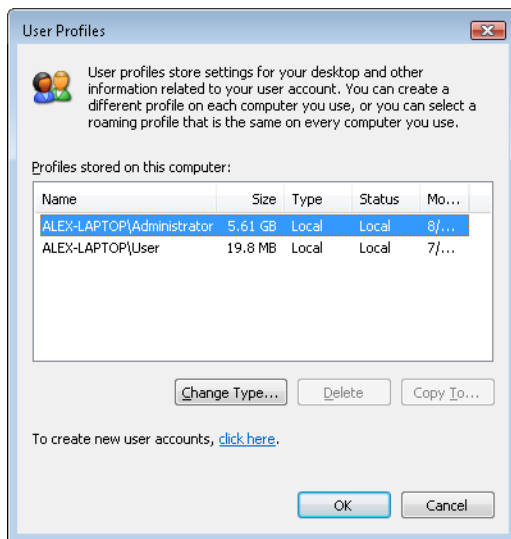 User Profiles
User profiles store settings for your desktop and other
information related to your user account. You can create a
different profile on each computer you use, or you can select a
roaming profile that is the same on every computer you use.
Profiles stored on this computer:
Name Size Type Status Mo...
ALEX-LAPTOP\Administrator 5.61 GB Local Local 8/...
ALEX-LAPTOP\User 19.8 MB Local Local 7/...
Change Type... Delete Copy To...
To create new user accounts, click here.
OK Cancel